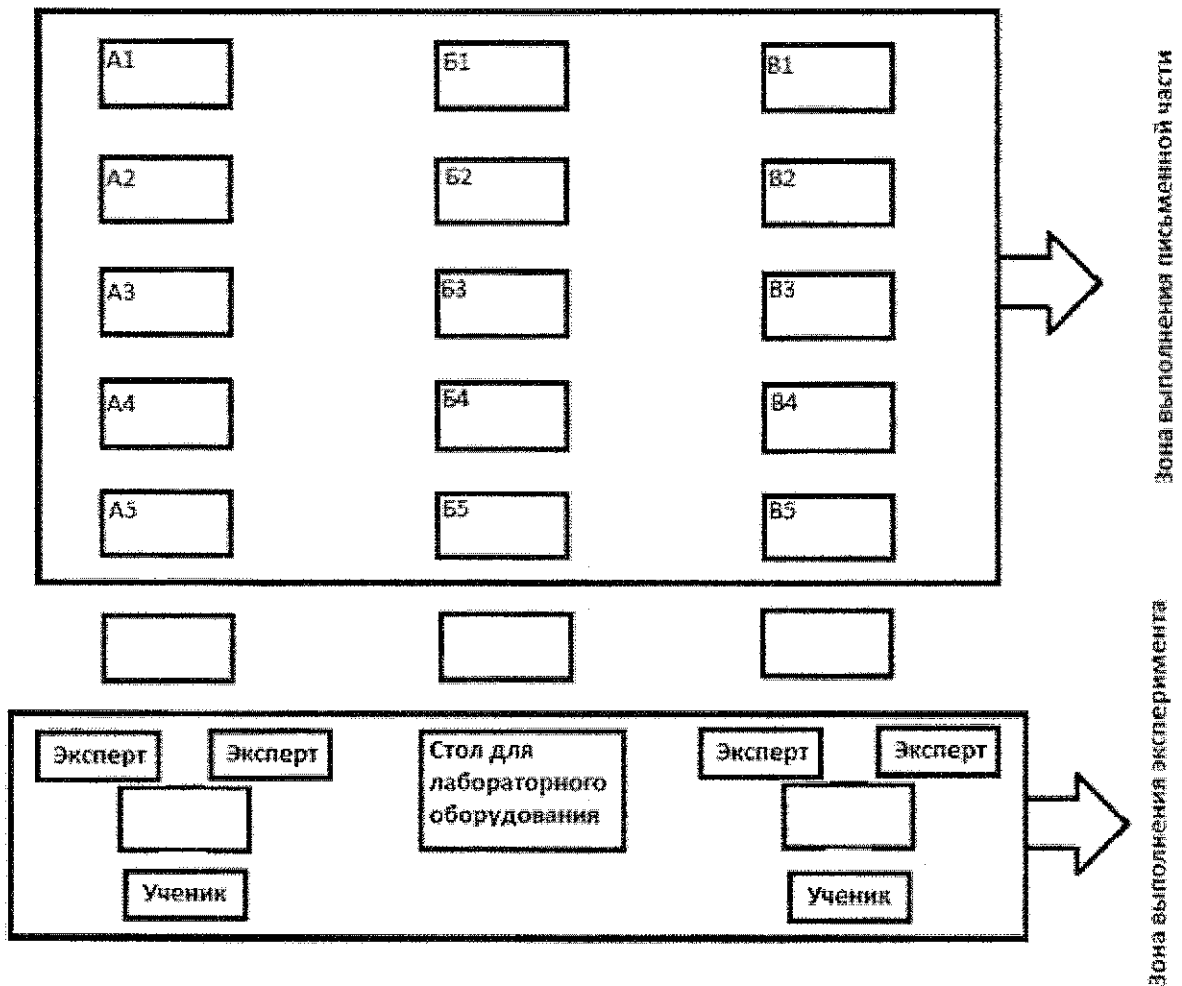 А1 Б1 В1
А2 Б2 В2
А3 Б3 В3
А4 Б4 В4
А5 Б5 В5
Зона выполнения письменной части
Эксперт Эксперт Стол для лабораторного оборудования Эксперт Эксперт
Ученик Ученик
Зона выполнения эксперимента